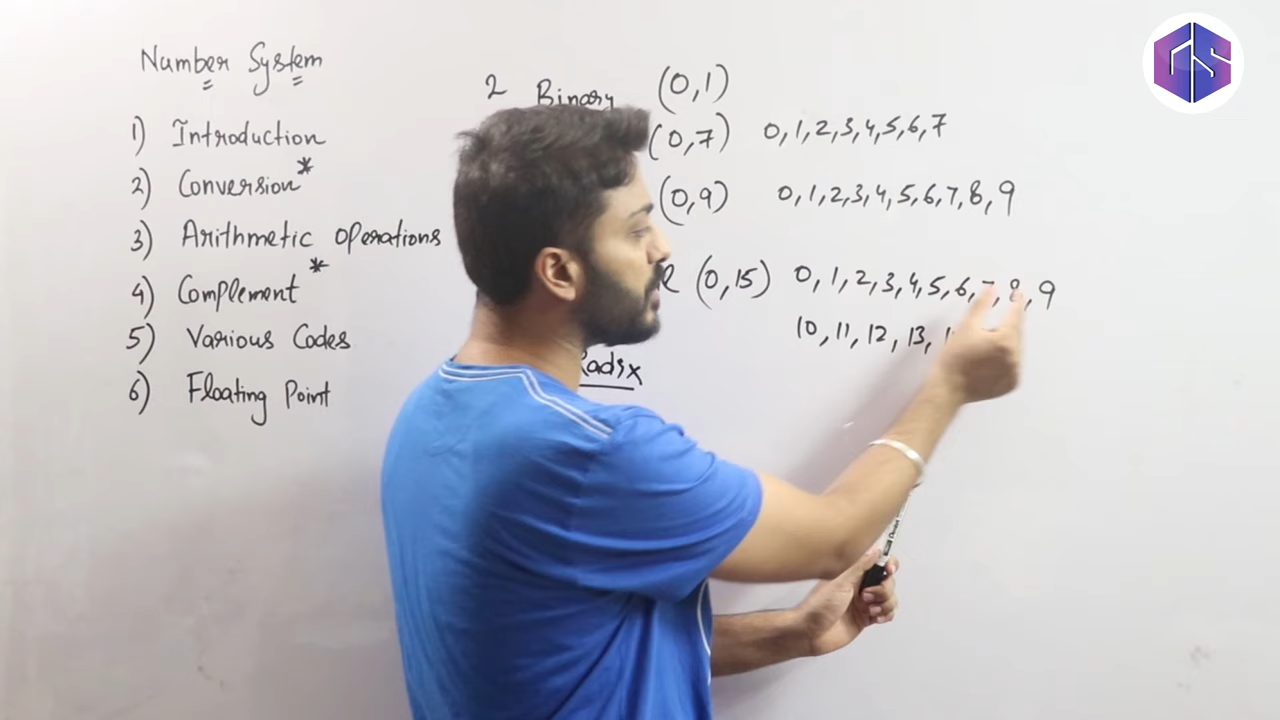 Number System
1) Introduction
2) Conversion*
3) Arithmetic Operations
4) Complement*
5) Various Codes
6) Floating Point
2 Binary (0,1)
(0,7) 0,1,2,3,4,5,6,7
(0,9) 0,1,2,3,4,5,6,7,8,9
(0,15) 0,1,2,3,4,5,6,7,8,9
10,11,12,13,
Radix
GS